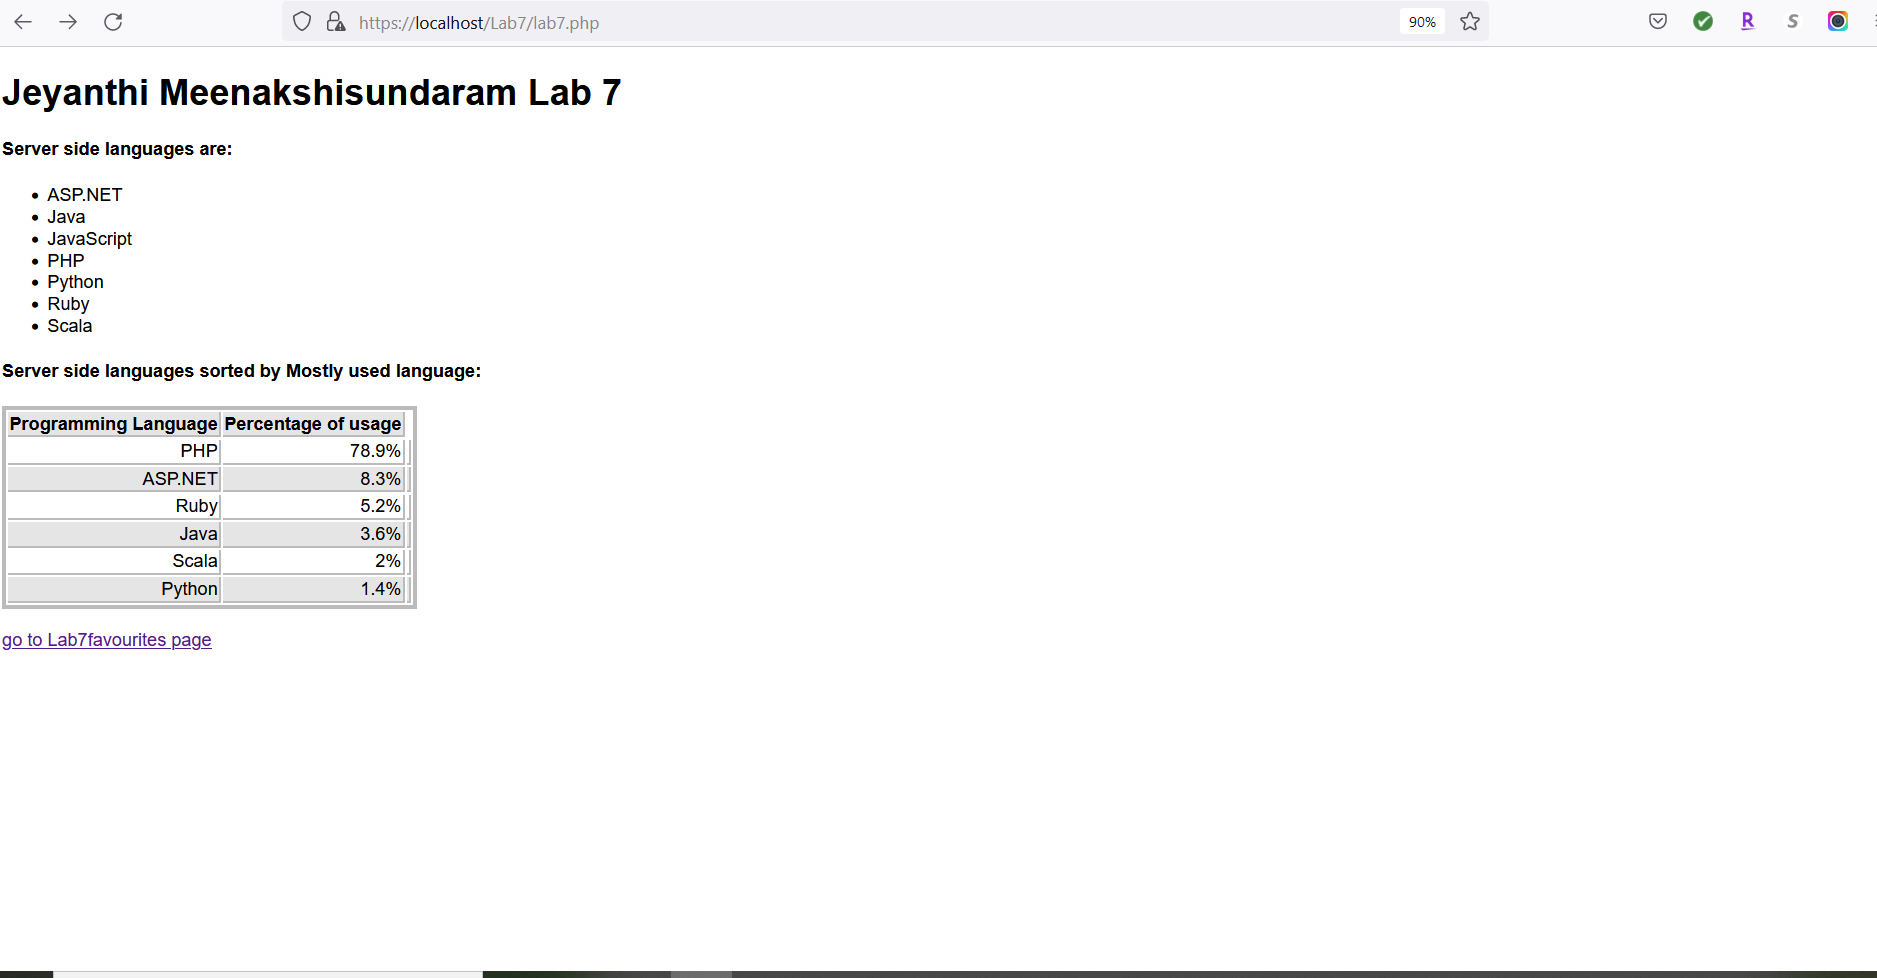 https://localhost/Lab7/lab7.php 90%
Jeyanthi Meenakshisundaram Lab 7
Server side languages are:
• ASP.NET
• Java
• JavaScript
• PHP
• Python
• Ruby
• Scala
Server side languages sorted by Mostly used language:
Programming Language Percentage of usage
PHP 78.9%
ASP.NET 8.3%
Ruby 5.2%
Java 3.6%
Scala 2%
Python 1.4%
go to Lab7favourites page